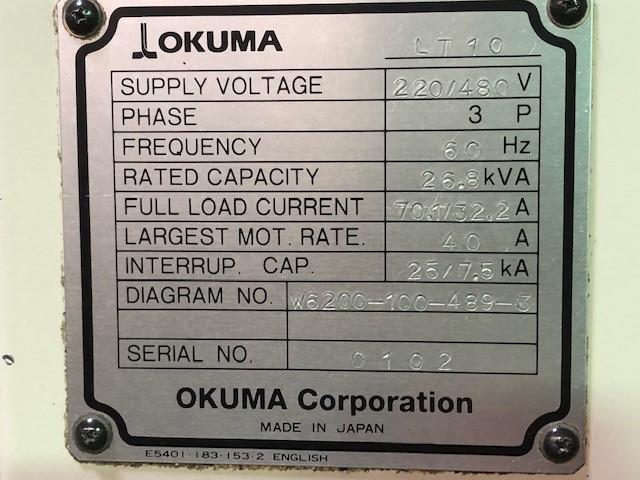 OKUMA LT10
SUPPLY VOLTAGE 220/480 V
PHASE 3 P
FREQUENCY 60 Hz
RATED CAPACITY 26.8 kVA
FULL LOAD CURRENT 70.1/32.2 A
LARGEST MOT. RATE. 40 A
INTERRUP. CAP. 25/7.5 kA
DIAGRAM NO. W6200-100-489-3
SERIAL NO. 0102
OKUMA Corporation
MADE IN JAPAN
E5401-183-153-2 ENGLISH